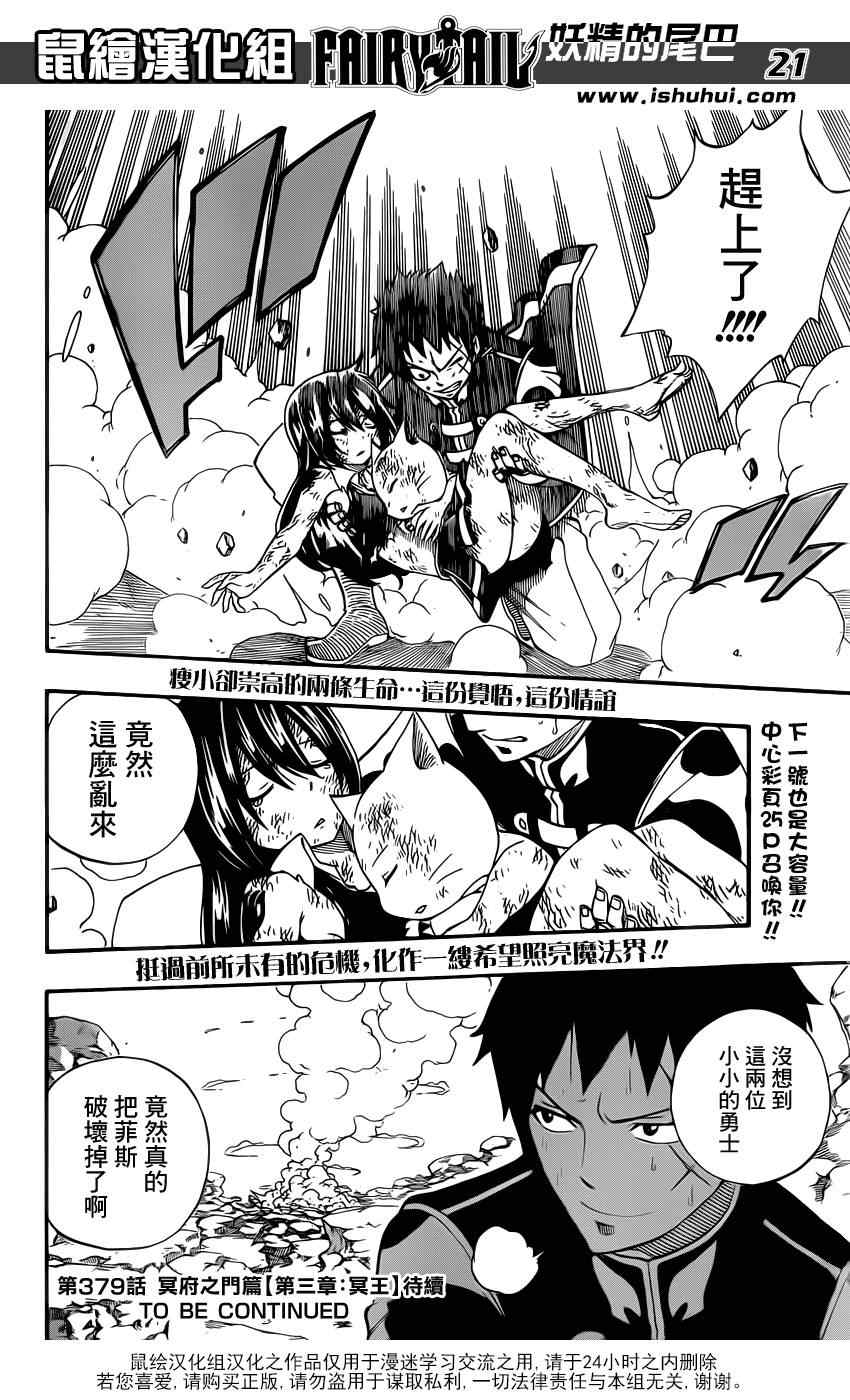 鼠繪漢化組
FAIRY TAIL
妖精的尾巴
21
www.ishuhui.com
趕上了!!!!
瘦小卻崇高的兩條生命…這份覺悟,這份情誼
竟然
這麼亂來
下一號也是大容量!!
中心彩頁25P召喚你!!
挺過前所未有的危機,化作一縷希望照亮魔法界!!
沒想到
這兩位
小小的勇士
竟然真的
把菲斯
破壞掉了啊
第379話 冥府之門篇【第三章:冥王】待續
TO BE CONTINUED
鼠绘汉化组汉化之作品仅用于漫迷学习交流之用, 请于24小时之内删除
若您喜爱, 请购买正版, 请勿盗用于谋取私利, 一切法律责任与本组无关, 谢谢.